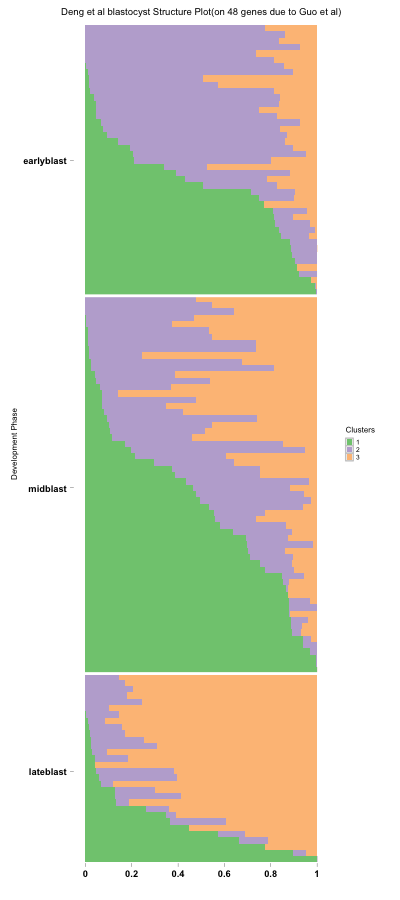 Deng et al blastocyst Structure Plot(on 48 genes due to Guo et al)
earlyblast
midblast
lateblast
Development Phase
Clusters
1
2
3
0 0.2 0.4 0.6 0.8 1